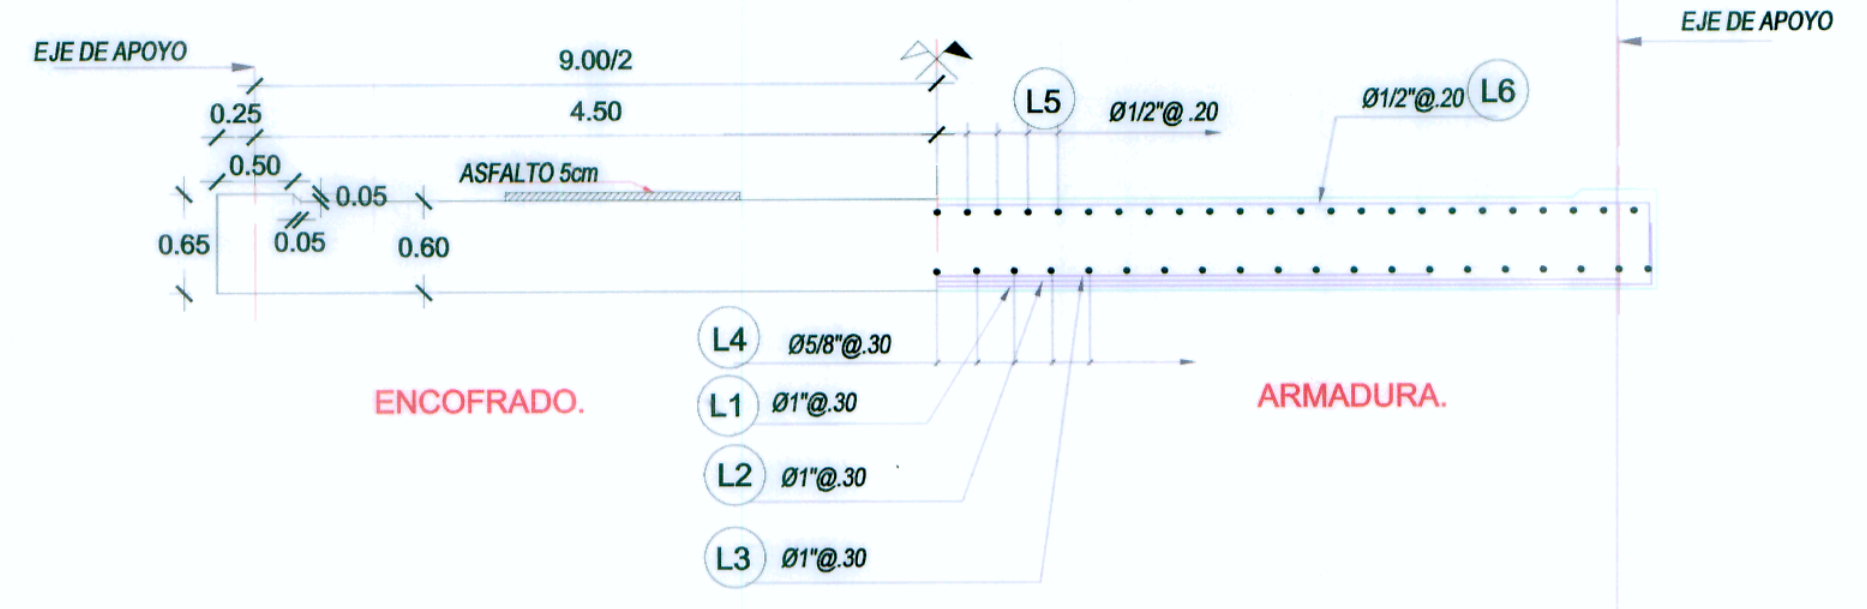 EJE DE APOYO
EJE DE APOYO
9.00/2
0.25
4.50
L5
Ø1/2"@ .20
Ø1/2"@.20
L6
0.50
ASFALTO 5cm
0.05
0.65
0.05
0.60
L4
Ø5/8"@.30
ENCOFRADO.
L1
Ø1"@.30
ARMADURA.
L2
Ø1"@.30
L3
Ø1"@.30